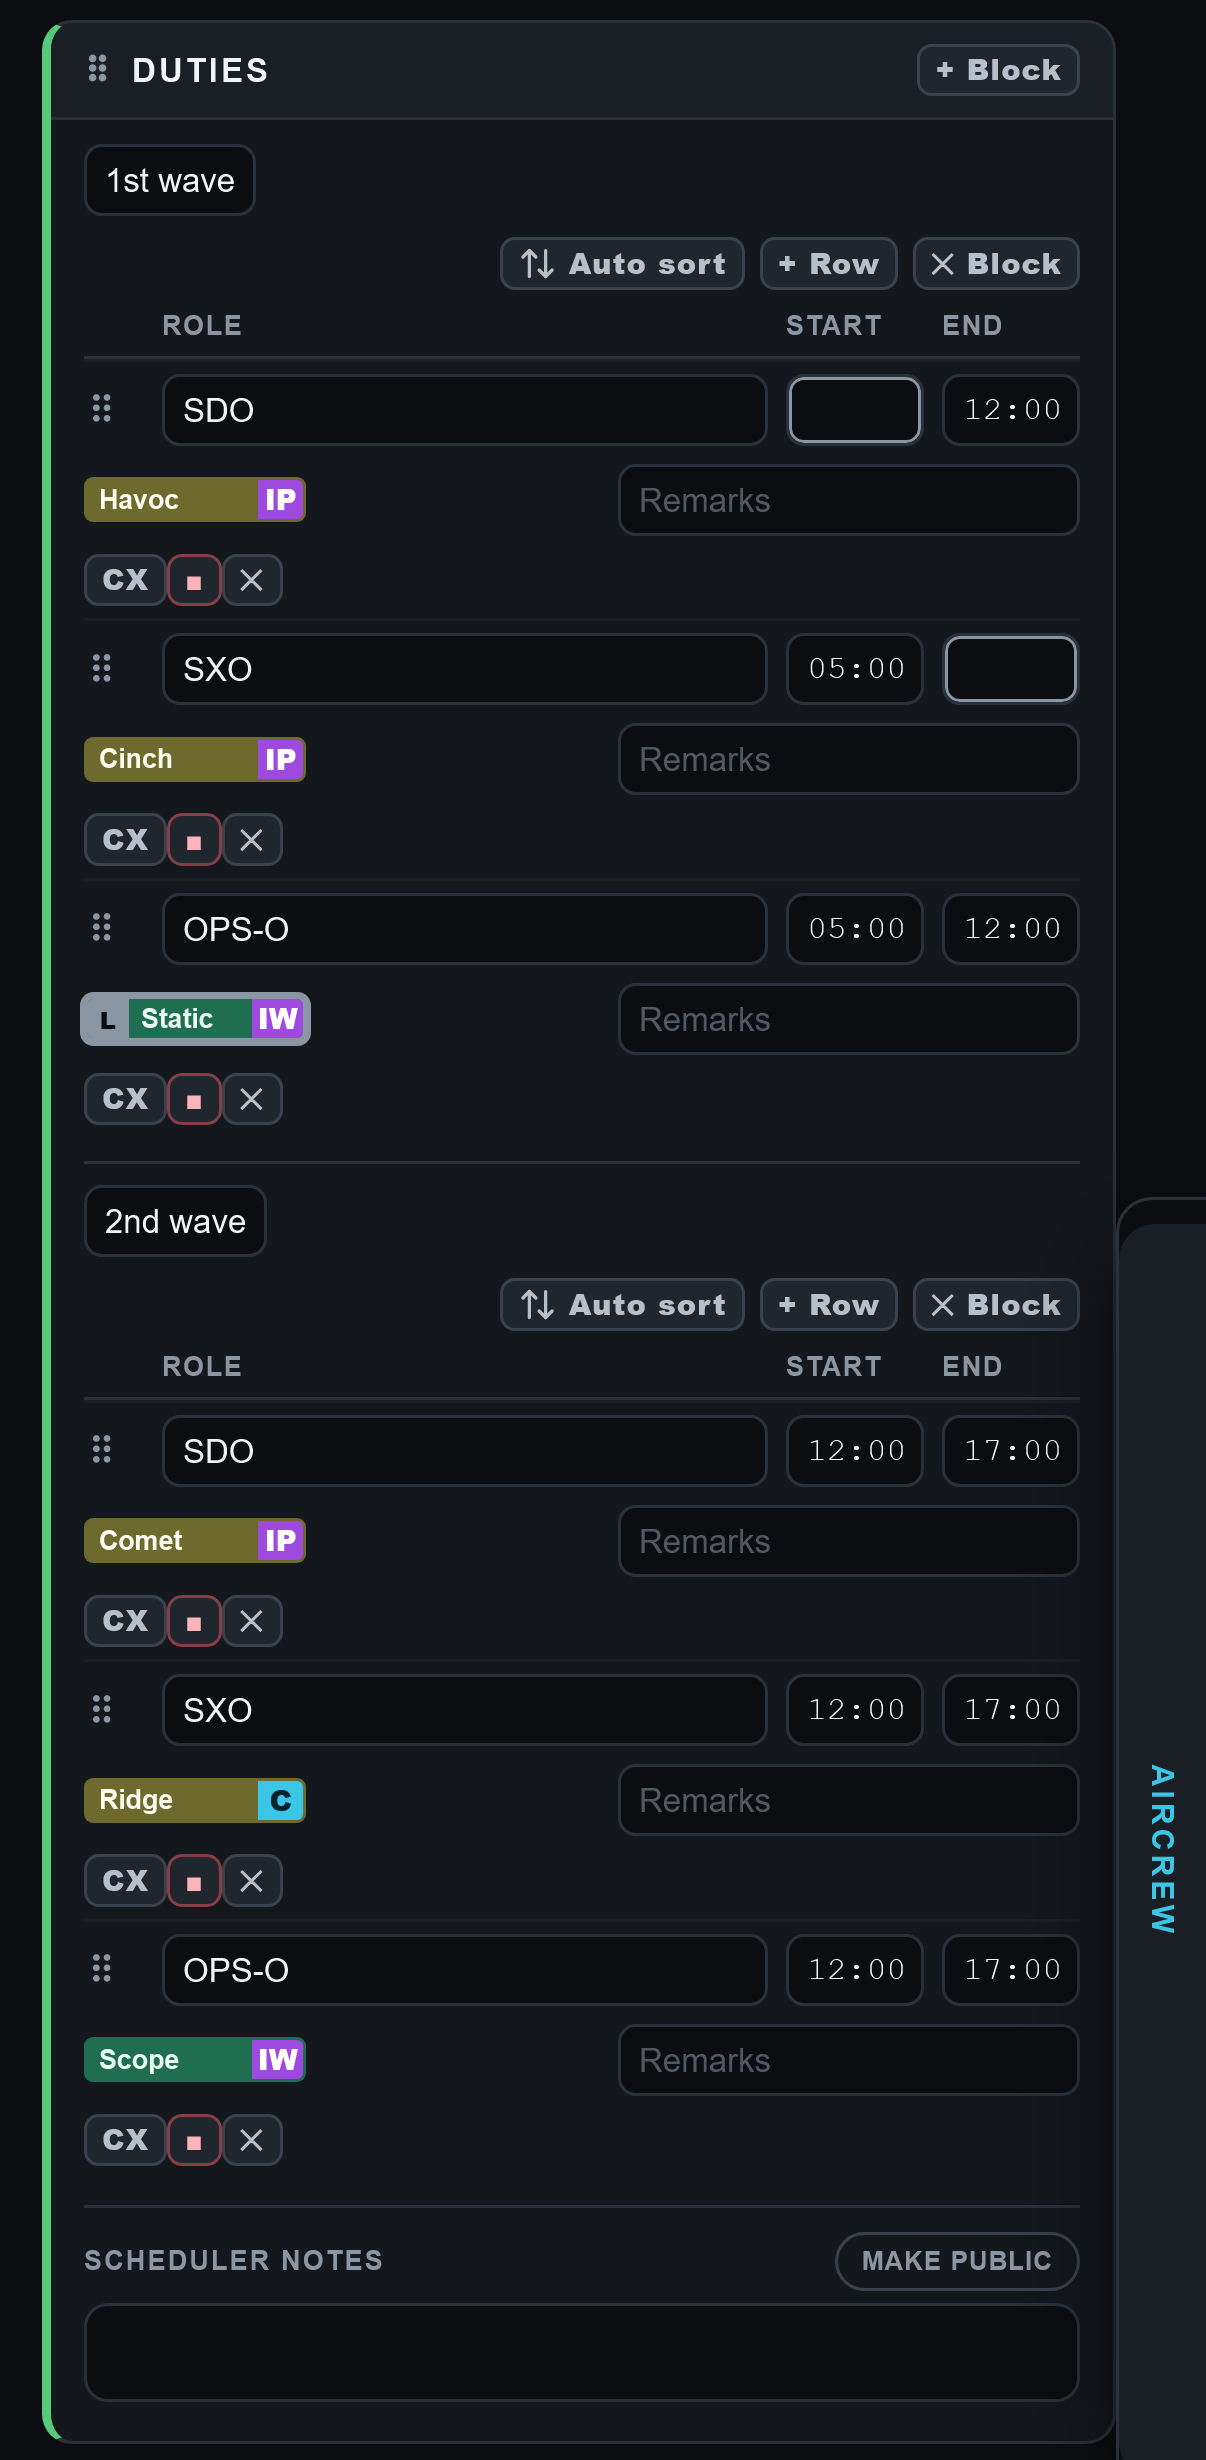 DUTIES + Block
1st wave
Auto sort + Row × Block
ROLE START END
SDO 12:00
Havoc IP Remarks
CX ■ ×
SXO 05:00
Cinch IP Remarks
CX ■ ×
OPS-O 05:00 12:00
L Static IW Remarks
CX ■ ×
2nd wave
Auto sort + Row × Block
ROLE START END
SDO 12:00 17:00
Comet IP Remarks
CX ■ ×
SXO 12:00 17:00
Ridge C Remarks
CX ■ ×
OPS-O 12:00 17:00
Scope IW Remarks
CX ■ ×
SCHEDULER NOTES MAKE PUBLIC
AIRCREW